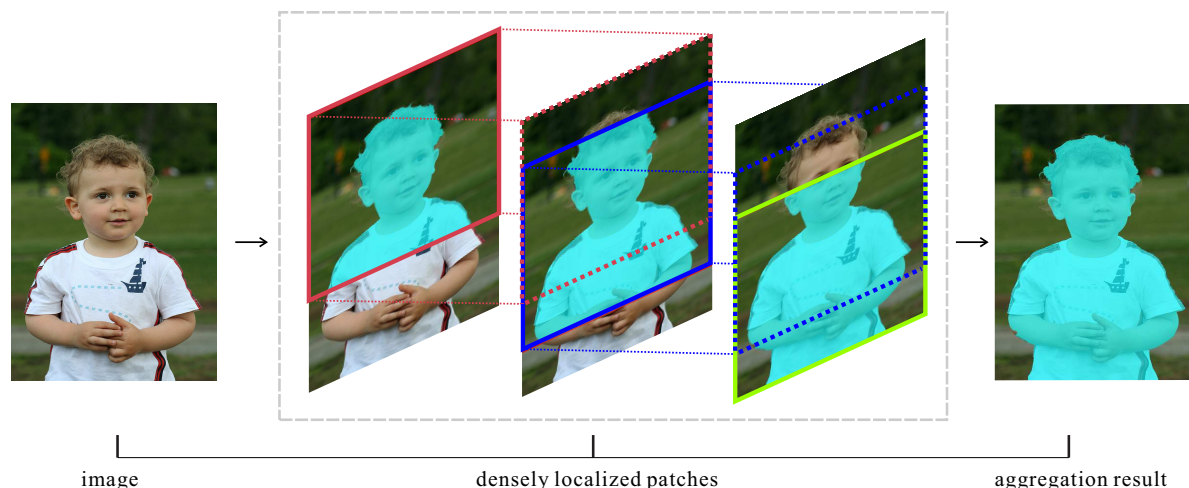 image
densely localized patches
aggregation result